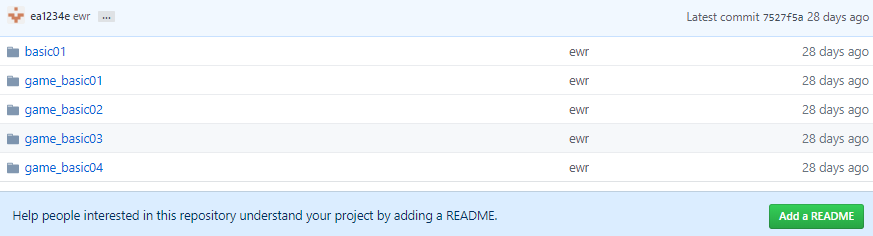 ea1234e ewr ... Latest commit 7527f5a 28 days ago
basic01 ewr 28 days ago
game_basic01 ewr 28 days ago
game_basic02 ewr 28 days ago
game_basic03 ewr 28 days ago
game_basic04 ewr 28 days ago
Help people interested in this repository understand your project by adding a README. Add a README